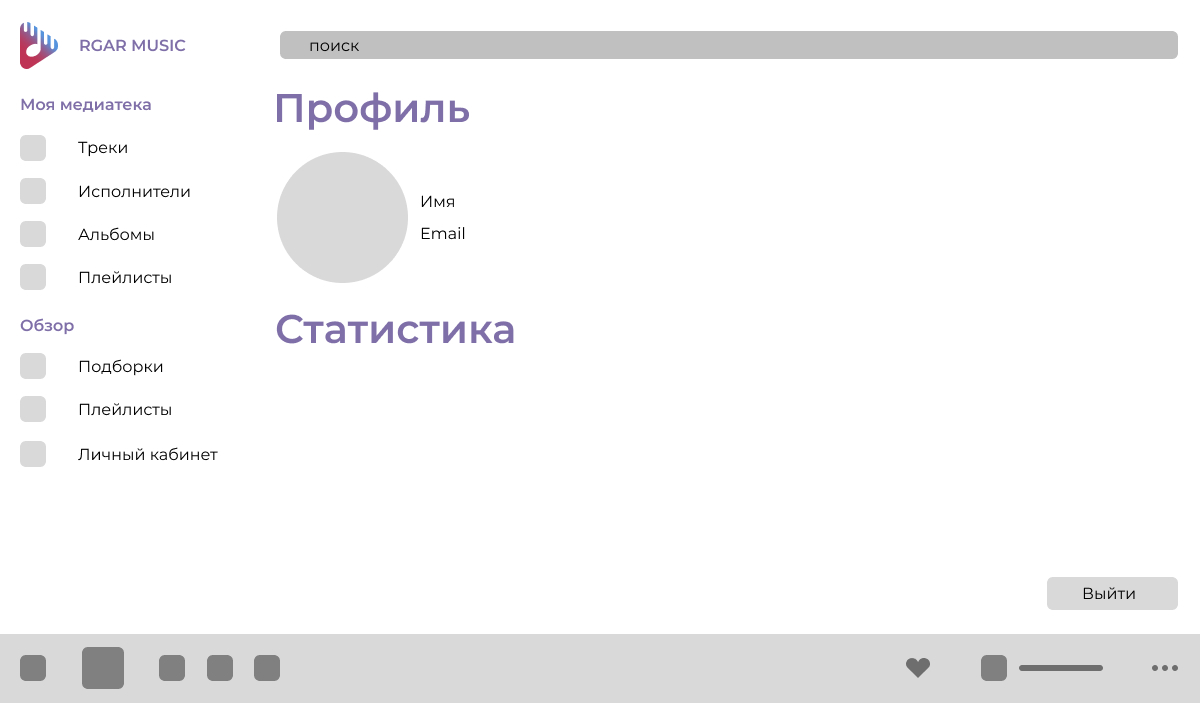 RGAR MUSIC
поиск
Моя медиатека
Треки
Исполнители
Альбомы
Плейлисты
Обзор
Подборки
Плейлисты
Личный кабинет
Профиль
Имя
Email
Статистика
Выйти